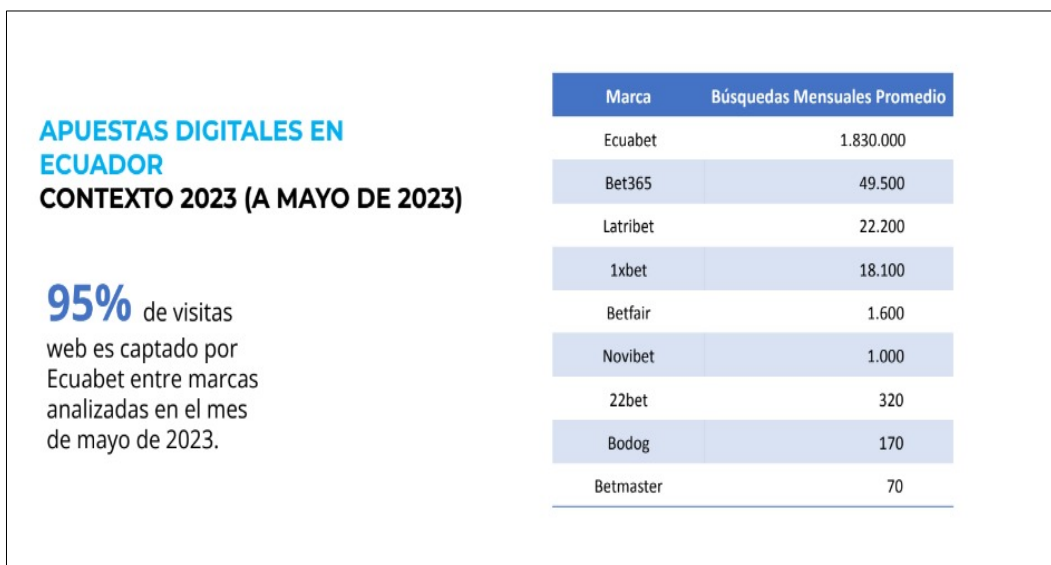 APUESTAS DIGITALES EN
ECUADOR
CONTEXTO 2023 (A MAYO DE 2023)
95% de visitas
web es captado por
Ecuabet entre marcas
analizadas en el mes
de mayo de 2023.
Marca Búsquedas Mensuales Promedio
Ecuabet 1.830.000
Bet365 49.500
Latribet 22.200
1xbet 18.100
Betfair 1.600
Novibet 1.000
22bet 320
Bodog 170
Betmaster 70